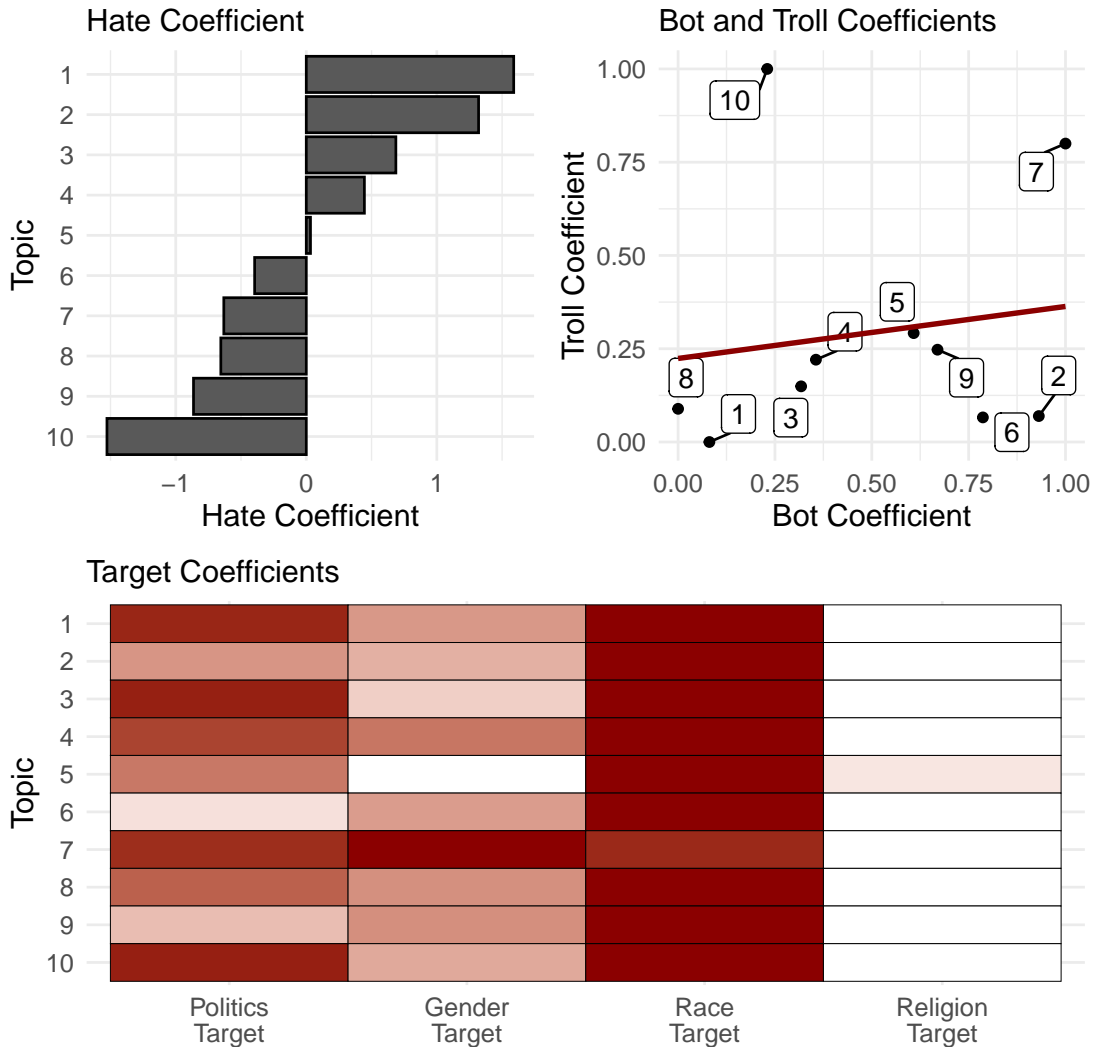 Hate Coefficient
Topic
1
2
3
4
5
6
7
8
9
10
−1
0
1
Hate Coefficient
Bot and Troll Coefficients
Troll Coefficient
1.00
0.75
0.50
0.25
0.00
10
7
5
4
8
9
2
1
3
6
0.00
0.25
0.50
0.75
1.00
Bot Coefficient
Target Coefficients
Topic
1
2
3
4
5
6
7
8
9
10
Politics
Target
Gender
Target
Race
Target
Religion
Target